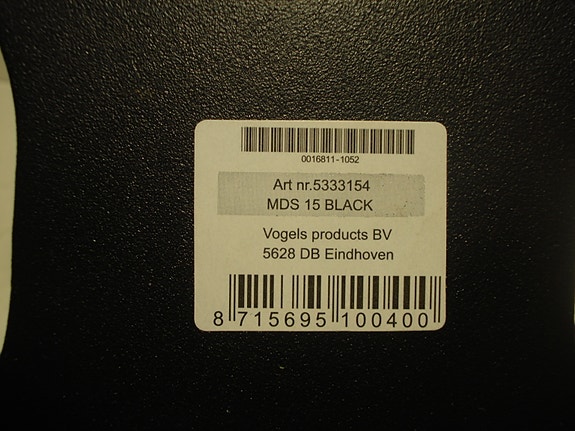 0016811-1052
Art nr.5333154
MDS 15 BLACK
Vogels products BV
5628 DB Eindhoven
8 715695 100400